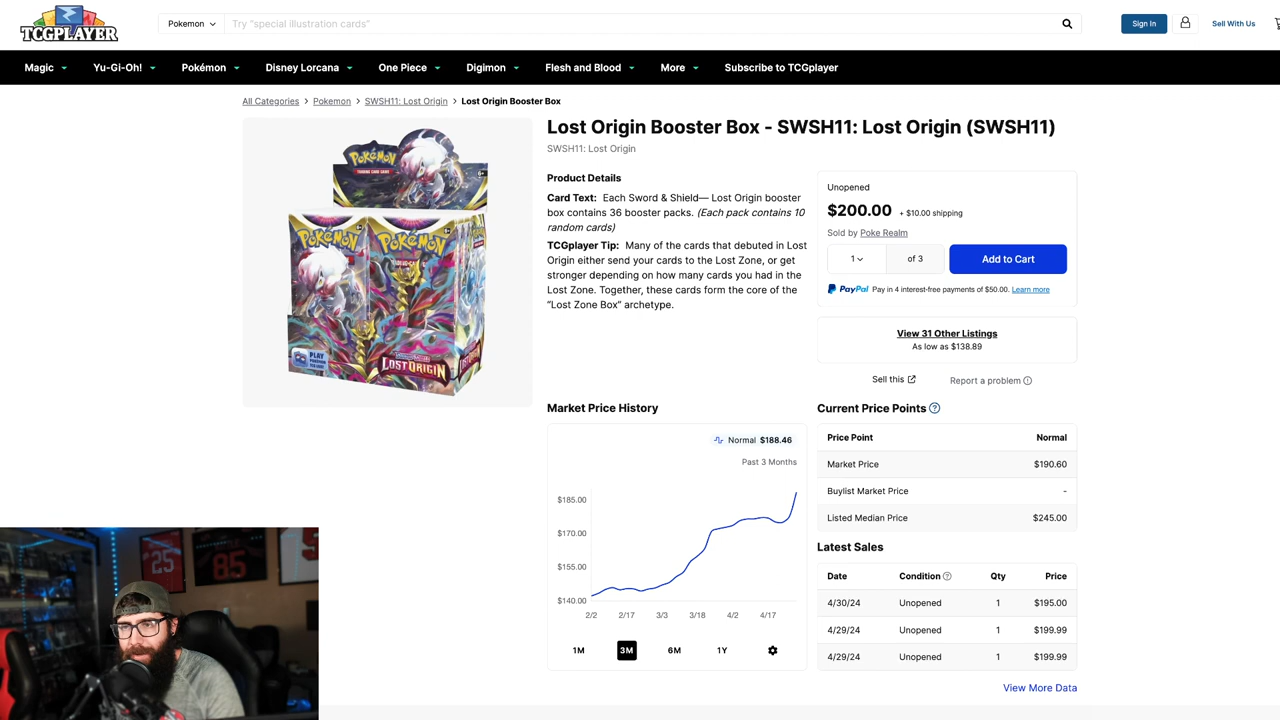 TCGPLAYER
Pokemon
Try "special illustration cards"
Sign In
Sell With Us
Magic
Yu-Gi-Oh!
Pokémon
Disney Lorcana
One Piece
Digimon
Flesh and Blood
More
Subscribe to TCGplayer
All Categories > Pokemon > SWSH11: Lost Origin > Lost Origin Booster Box
Lost Origin Booster Box - SWSH11: Lost Origin (SWSH11)
SWSH11: Lost Origin
Pokémon
Pokémon
Pokémon
LOST ORIGIN
PLAY
Product Details
Card Text: Each Sword & Shield— Lost Origin booster
box contains 36 booster packs. (Each pack contains 10
random cards)
TCGplayer Tip: Many of the cards that debuted in Lost
Origin either send your cards to the Lost Zone, or get
stronger depending on how many cards you had in the
Lost Zone. Together, these cards form the core of the
“Lost Zone Box” archetype.
Unopened
$200.00 + $10.00 shipping
Sold by Poke Realm
1
of 3
Add to Cart
PayPal Pay in 4 interest-free payments of $50.00. Learn more
View 31 Other Listings
As low as $138.89
Sell this
Report a problem
Market Price History
Normal $188.46
Past 3 Months
$185.00
$170.00
$155.00
$140.00
2/2 2/17 3/3 3/18 4/2 4/17
1M 3M 6M 1Y
Current Price Points
Price Point Normal
Market Price $190.60
Buylist Market Price -
Listed Median Price $245.00
Latest Sales
Date Condition Qty Price
4/30/24 Unopened 1 $195.00
4/29/24 Unopened 1 $199.99
4/29/24 Unopened 1 $199.99
View More Data
25
85